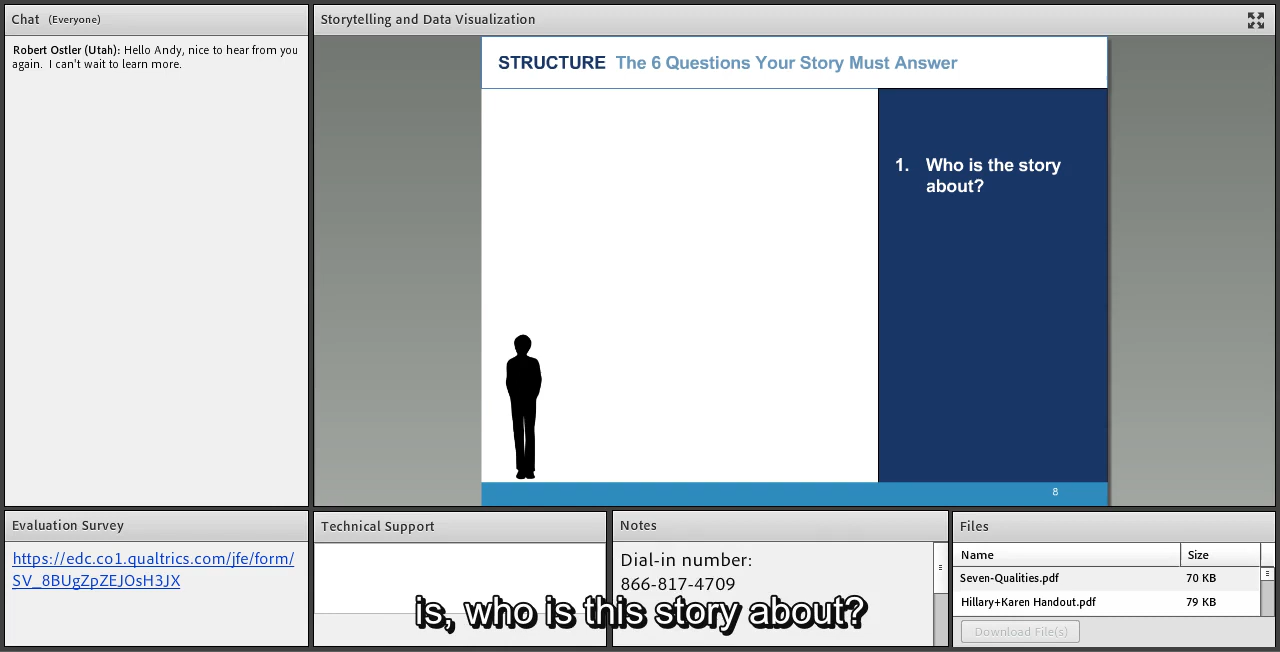 Chat (Everyone)
Robert Ostler (Utah): Hello Andy, nice to hear from you
again. I can't wait to learn more.
Storytelling and Data Visualization
STRUCTURE The 6 Questions Your Story Must Answer
1. Who is the story
about?
8
Evaluation Survey
https://edc.co1.qualtrics.com/jfe/form/
SV_8BUgZpZEJOsH3JX
Technical Support
Notes
Dial-in number:
866-817-4709
Files
Name Size
Seven-Qualities.pdf 70 KB
Hillary+Karen Handout.pdf 79 KB
Download File(s)
is, who is this story about?